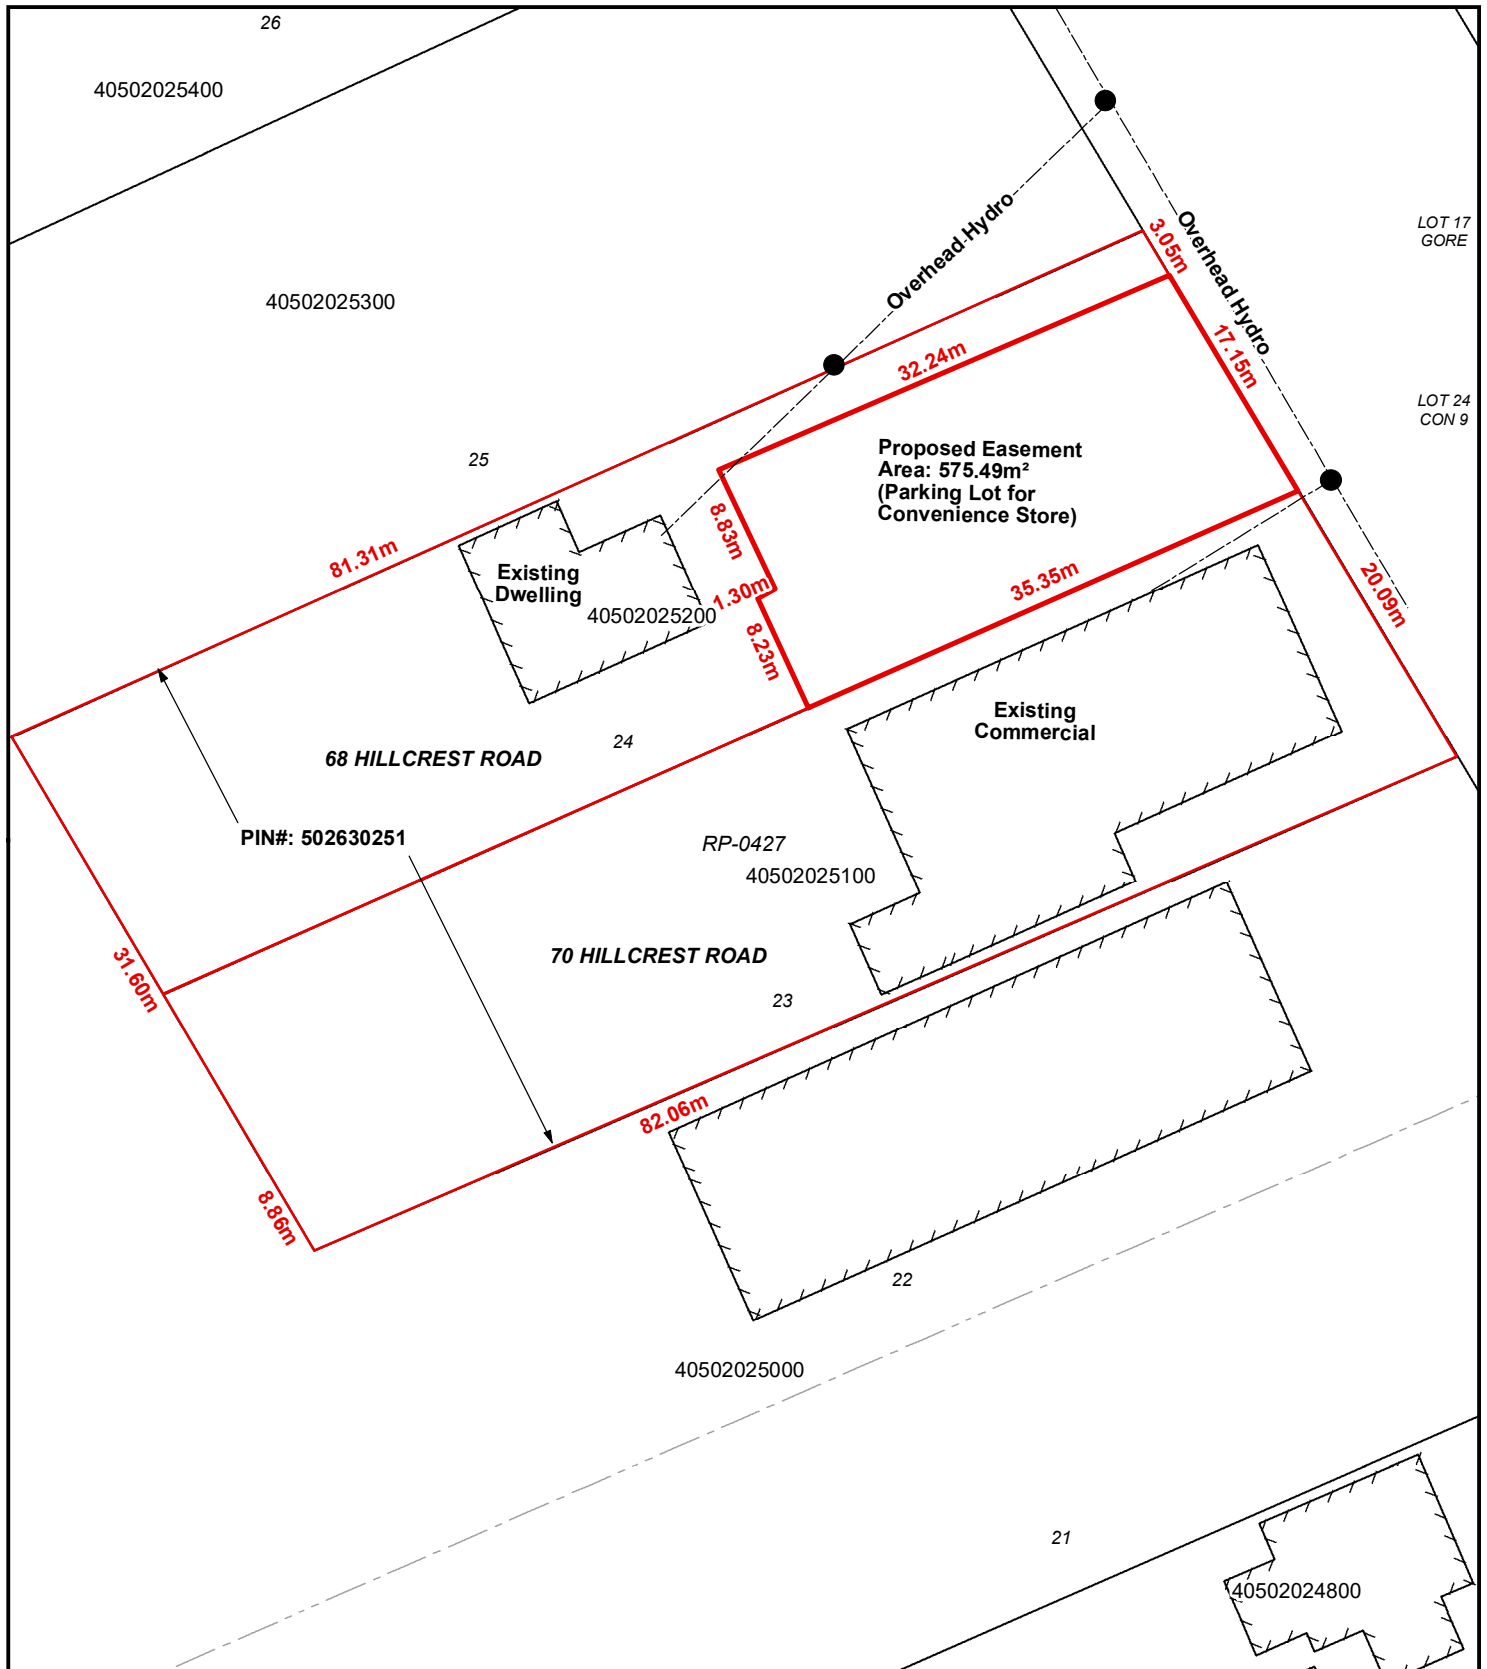 26
40502025400
LOT 17
GORE
3.05m
Overhead Hydro
Overhead Hydro
40502025300
17.15m
32.24m
LOT 24
CON 9
25
Proposed Easement
Area: 575.49m²
(Parking Lot for
Convenience Store)
8.83m
81.31m
Existing
Dwelling
1.30m
35.35m
20.09m
40502025200
8.23m
Existing
Commercial
24
68 HILLCREST ROAD
PIN#: 502630251
RP-0427
40502025100
70 HILLCREST ROAD
31.60m
23
82.06m
8.86m
22
40502025000
21
40502024800